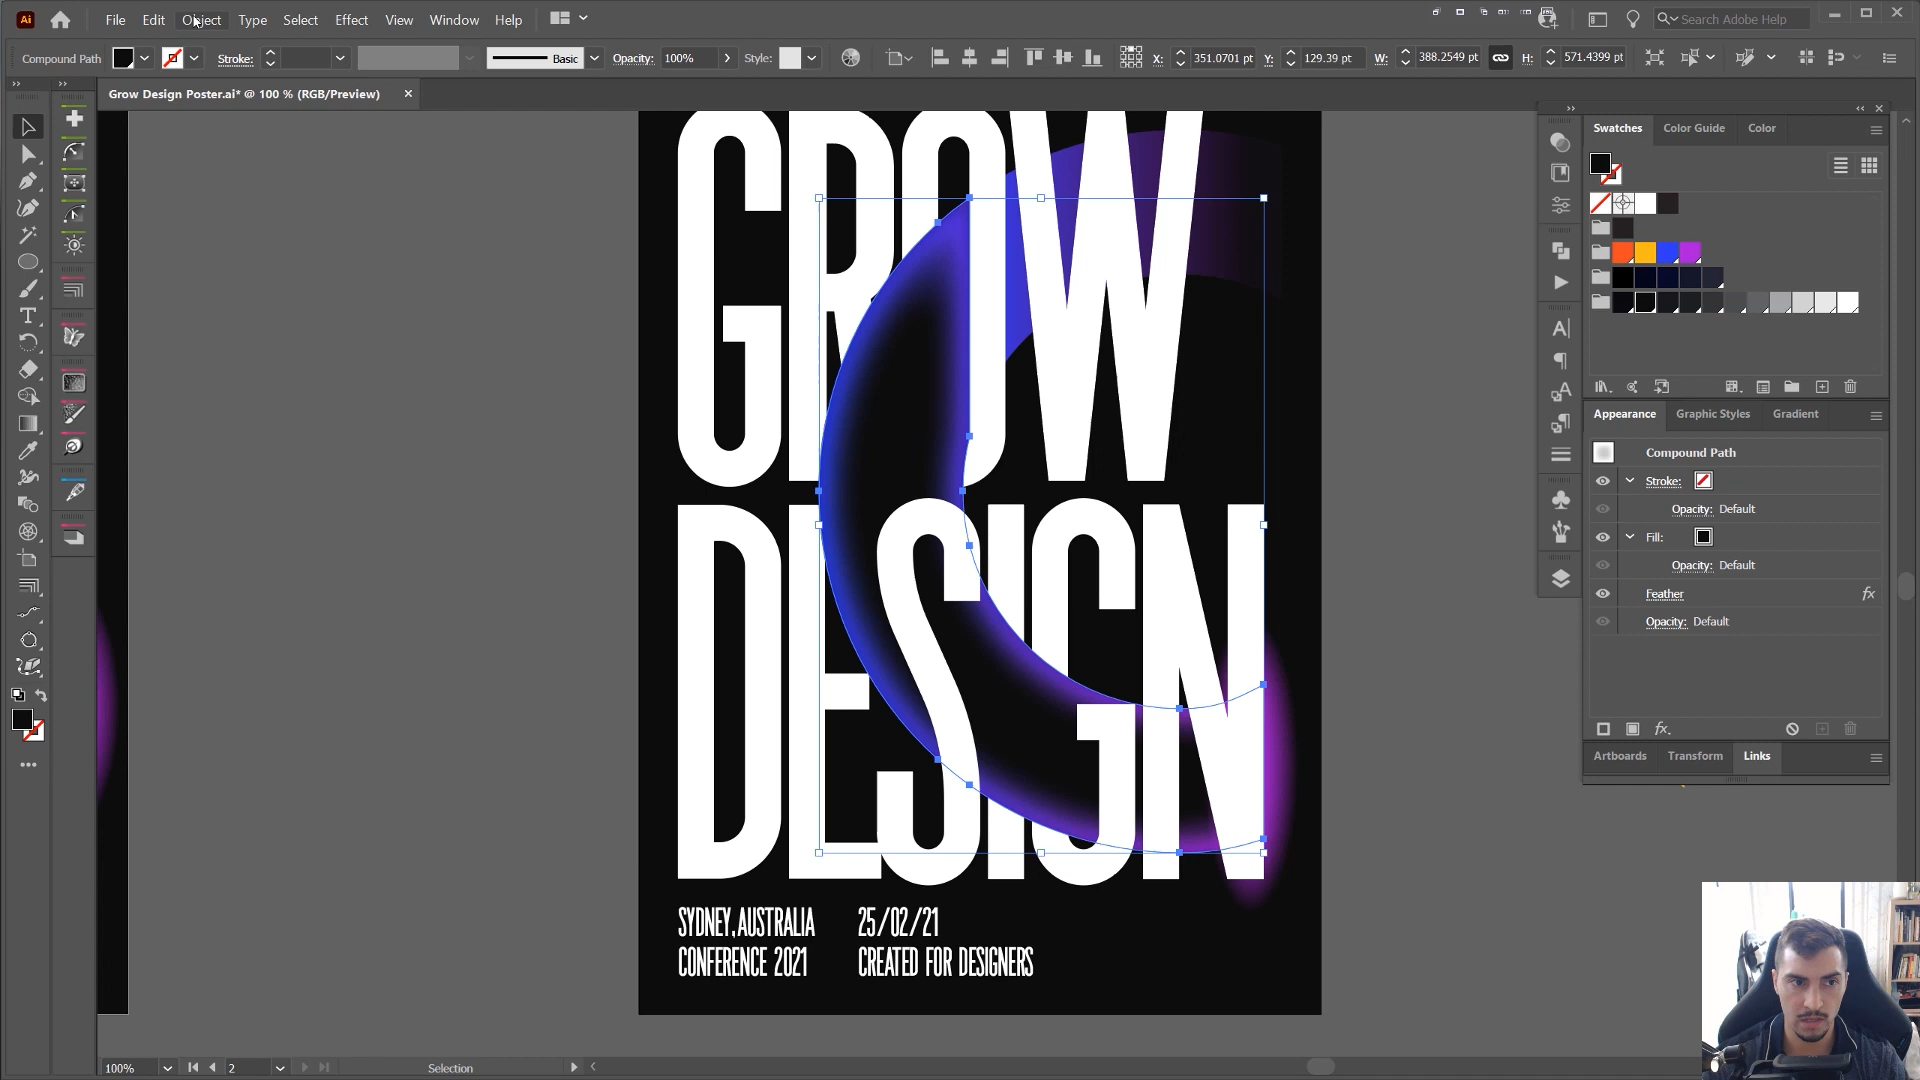 Ai
File Edit Object Type Select Effect View Window Help
Search Adobe Help
Compound Path
Stroke:
Basic
Opacity: 100%
Style:
X: 351.0701 pt
Y: 129.39 pt
W: 388.2549 pt
H: 571.4399 pt
Grow Design Poster.ai* @ 100 % (RGB/Preview)
GROW
DESIGN
SYDNEY,AUSTRALIA
CONFERENCE 2021
25/02/21
CREATED FOR DESIGNERS
Swatches Color Guide Color
Appearance Graphic Styles Gradient
Compound Path
Stroke:
Opacity: Default
Fill:
Opacity: Default
Feather fx
Opacity: Default
fx.
Artboards Transform Links
100% 2 Selection